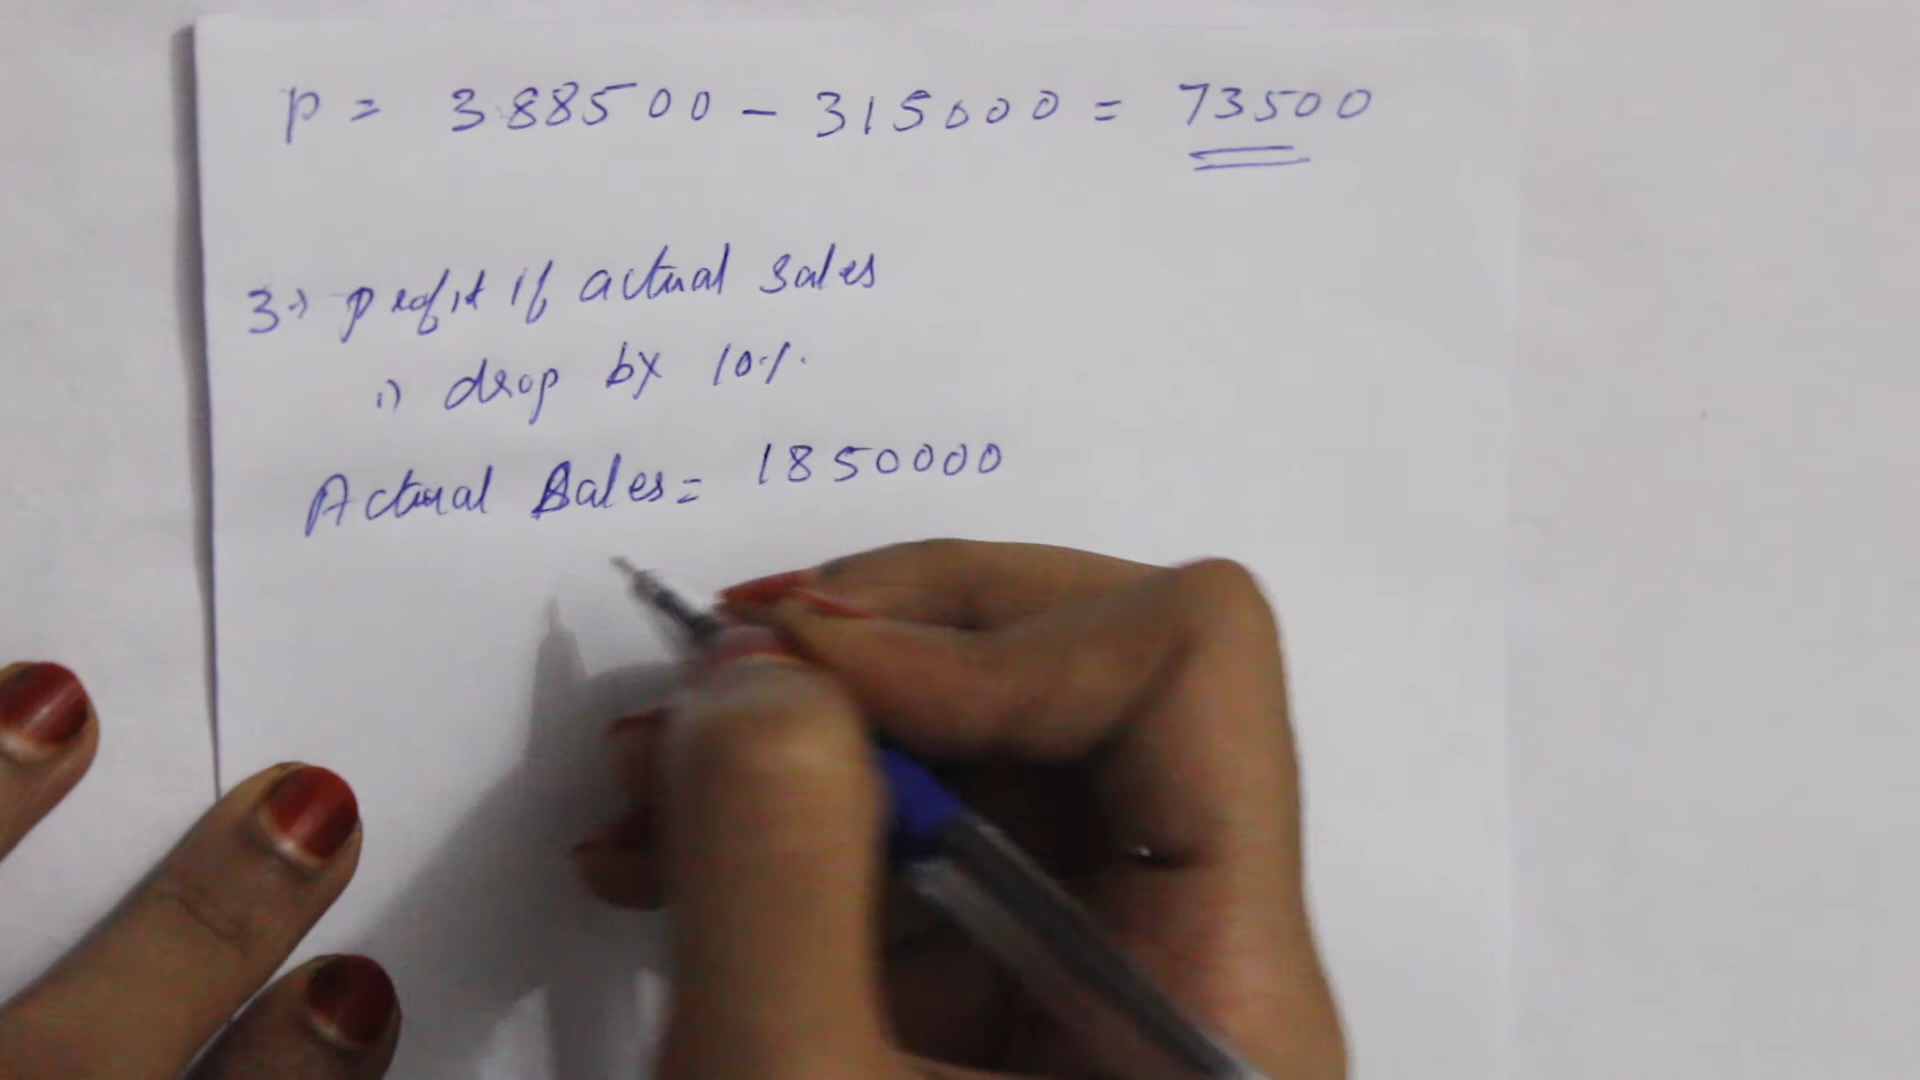 P = 388500 - 315000 = 73500
3.) profit if actual sales
i) drop by 10%.
Actual Sales = 1850000